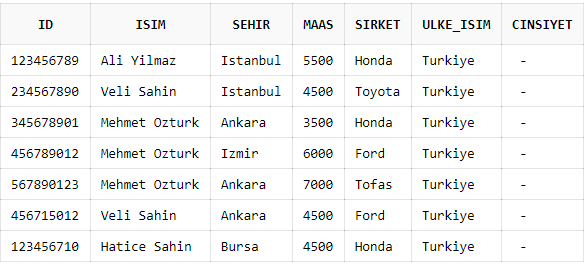 ID ISIM SEHIR MAAS SIRKET ULKE_ISIM CINSIYET
123456789 Ali Yilmaz Istanbul 5500 Honda Turkiye -
234567890 Veli Sahin Istanbul 4500 Toyota Turkiye -
345678901 Mehmet Ozturk Ankara 3500 Honda Turkiye -
456789012 Mehmet Ozturk Izmir 6000 Ford Turkiye -
567890123 Mehmet Ozturk Ankara 7000 Tofas Turkiye -
456715012 Veli Sahin Ankara 4500 Ford Turkiye -
123456710 Hatice Sahin Bursa 4500 Honda Turkiye -